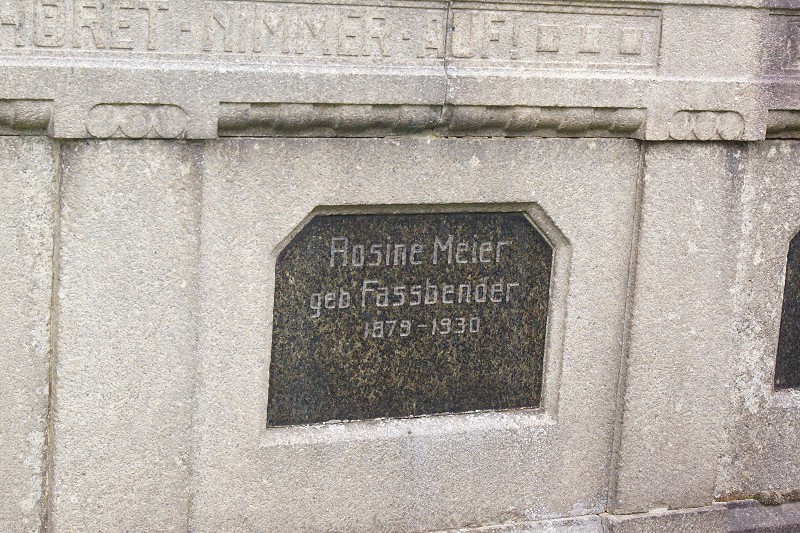 HÖRET-NIMMER-AUF!
Rosine Meier
geb Fassbender
1879-1930